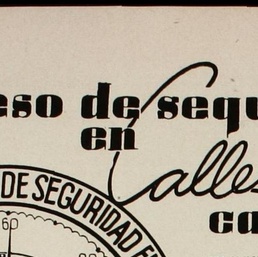 eso de segu
en Calles
ca
DE SEGURIDAD E
60